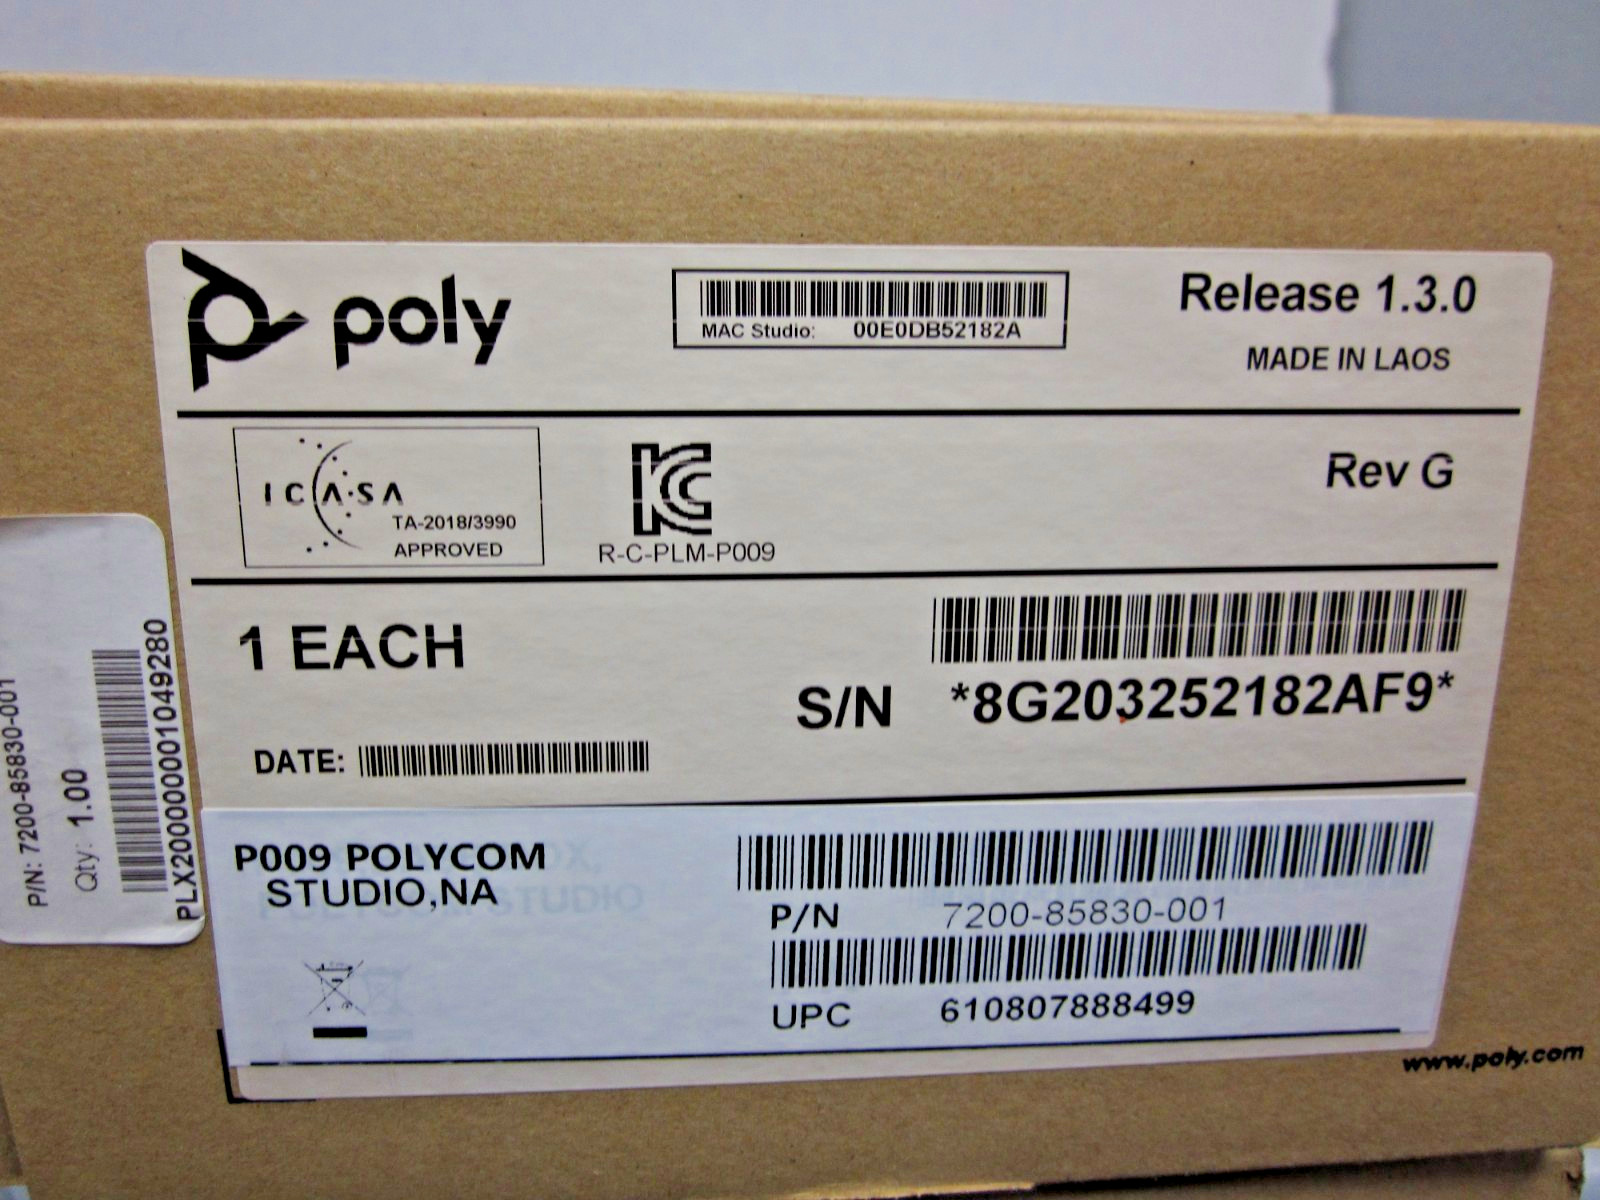 poly
MAC Studio: 00E0DB52182A
Release 1.3.0
MADE IN LAOS
ICASA
TA-2018/3990
APPROVED
R-C-PLM-P009
Rev G
1 EACH
S/N *8G203252182AF9*
DATE:
P009 POLYCOM
STUDIO,NA
P/N 7200-85830-001
UPC 610807888499
www.poly.com
P/N: 7200-85830-001
Qty: 1.00